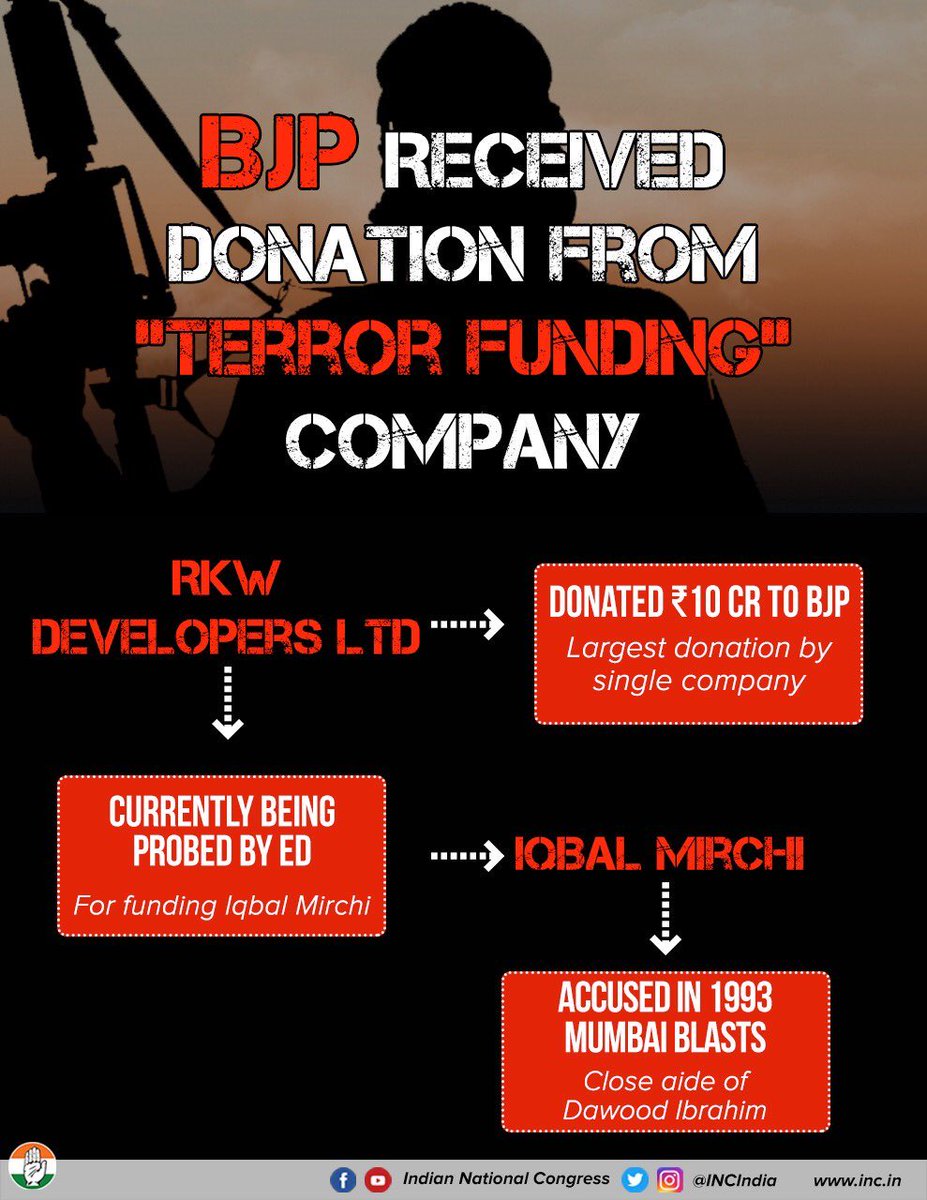 BJP RECEIVED
DONATION FROM
"TERROR FUNDING"
COMPANY
RKW
DEVELOPERS LTD
DONATED ₹10 CR TO BJP
Largest donation by
single company
CURRENTLY BEING
PROBED BY ED
For funding Iqbal Mirchi
IQBAL MIRCHI
ACCUSED IN 1993
MUMBAI BLASTS
Close aide of
Dawood Ibrahim
Indian National Congress @INCIndia www.inc.in